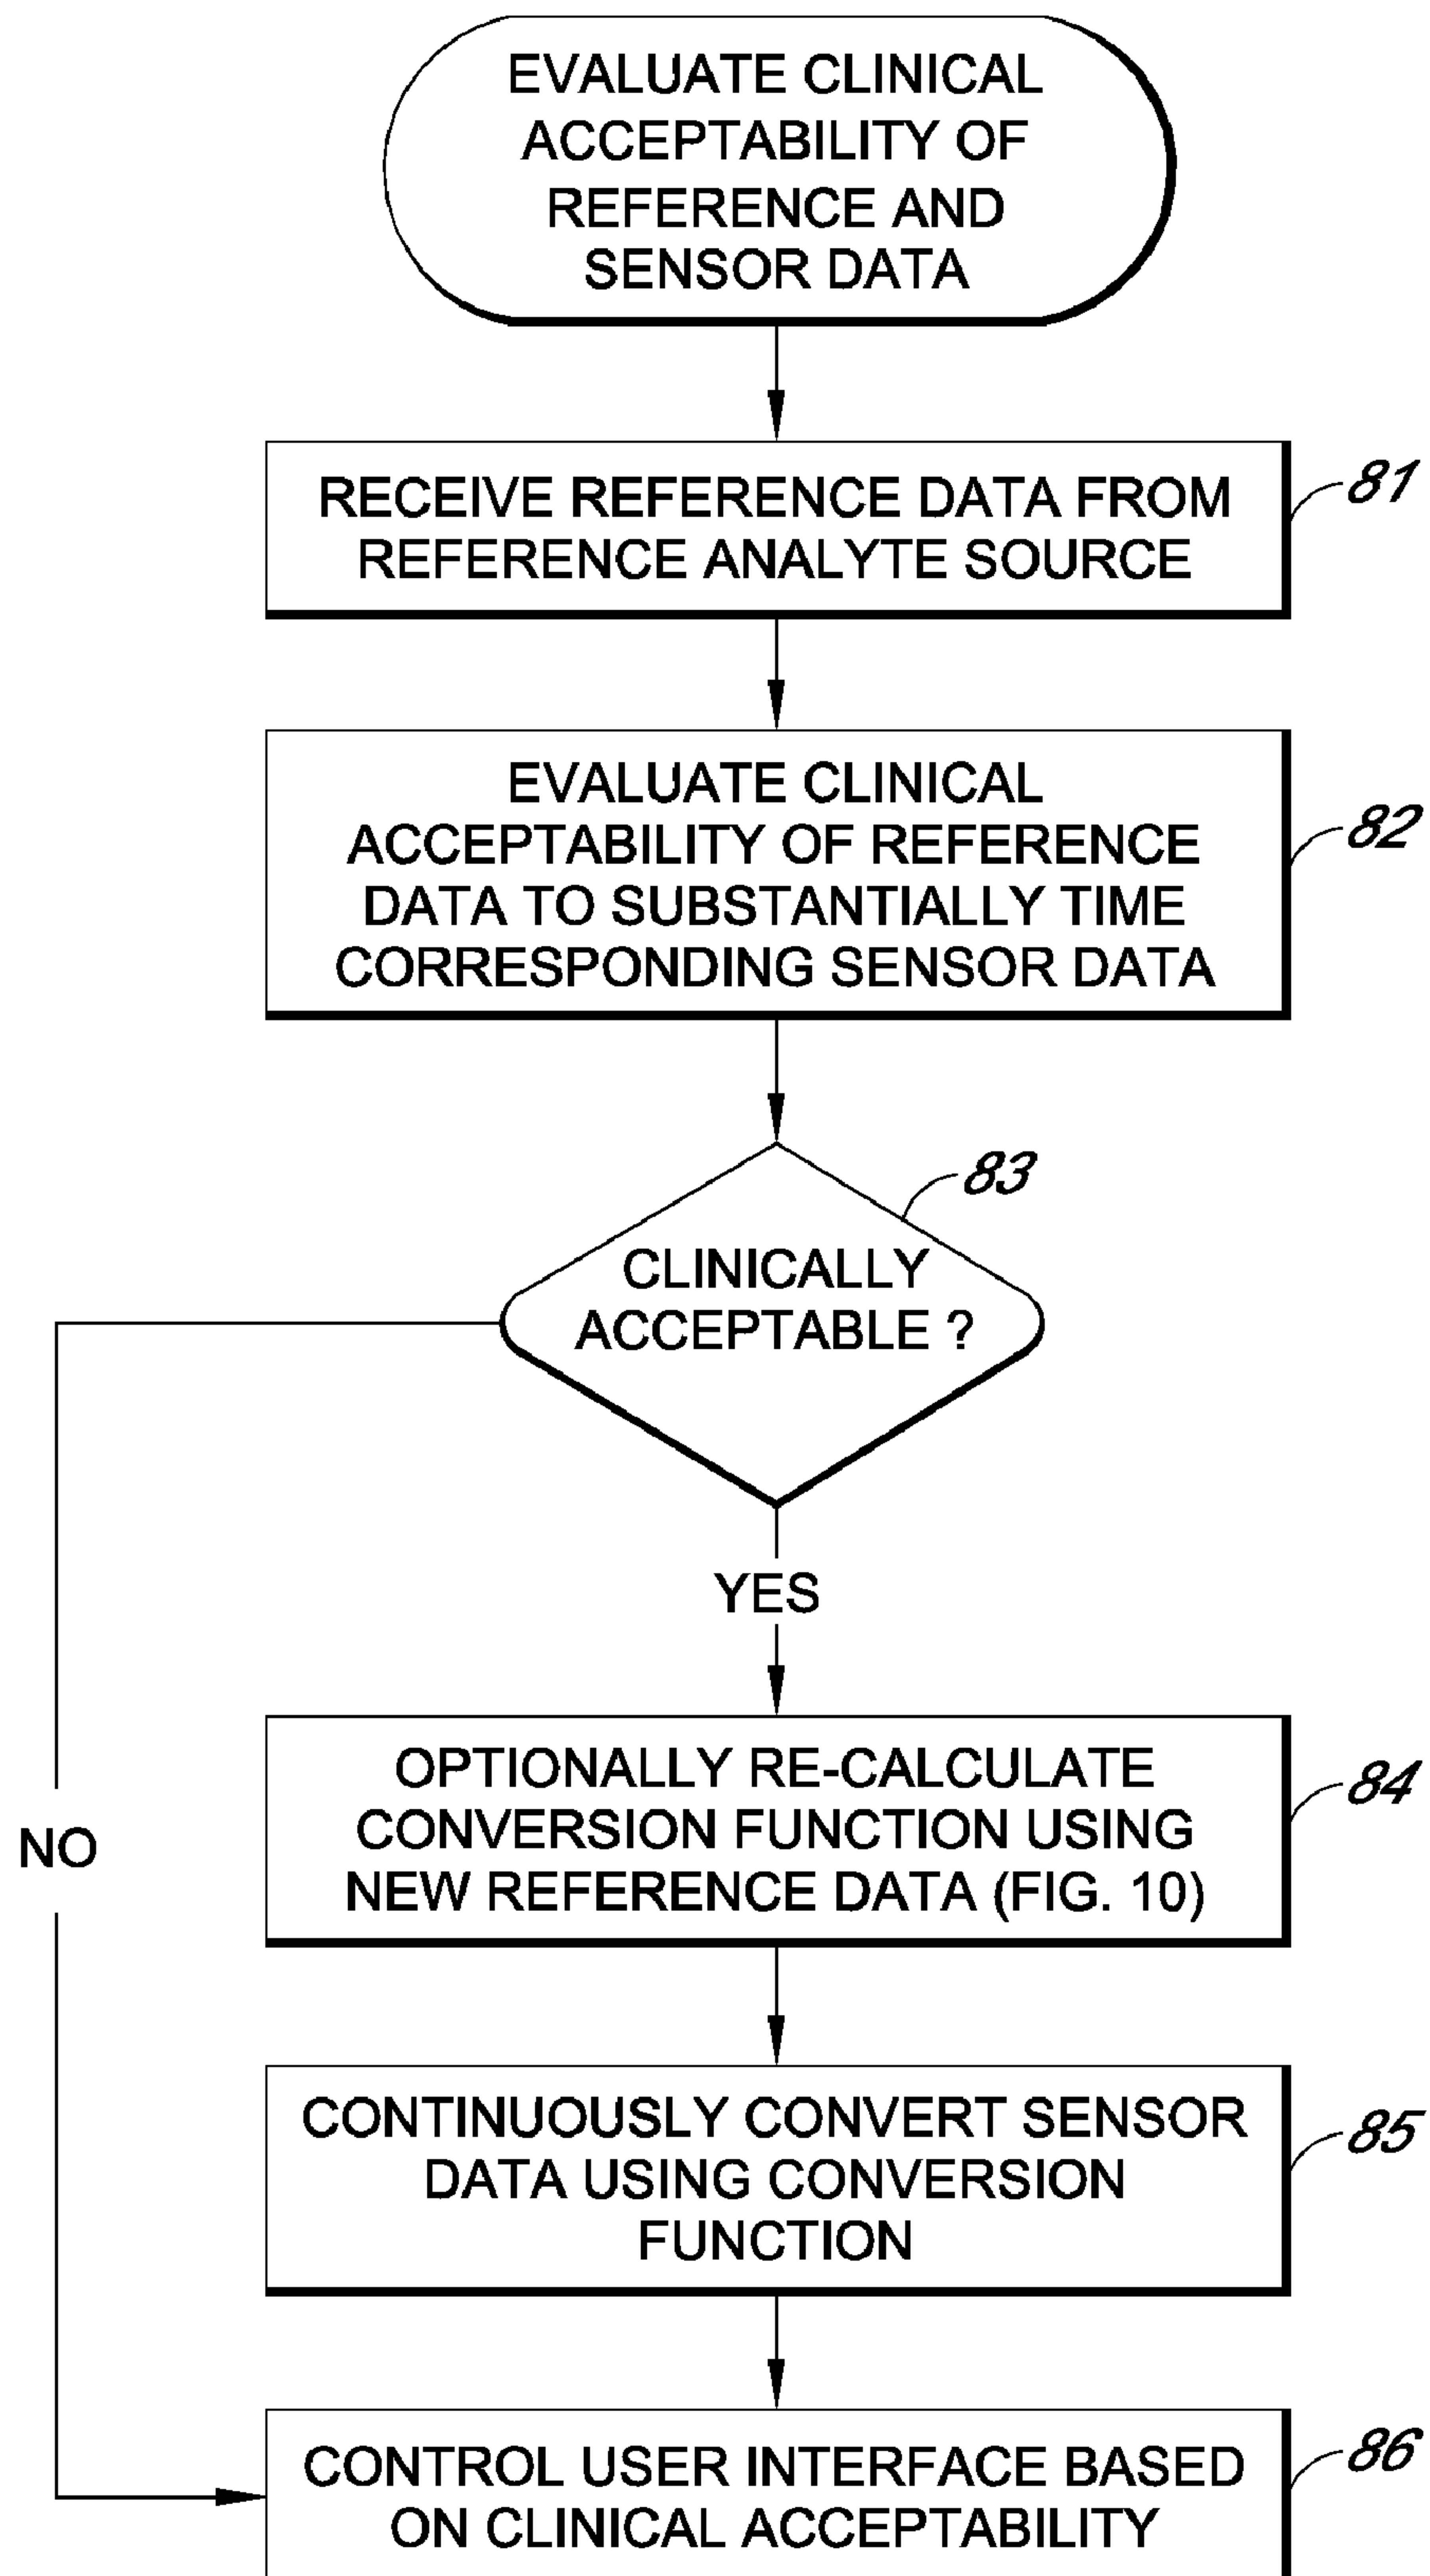 EVALUATE CLINICAL
ACCEPTABILITY OF
REFERENCE AND
SENSOR DATA
RECEIVE REFERENCE DATA FROM
REFERENCE ANALYTE SOURCE
81
EVALUATE CLINICAL
ACCEPTABILITY OF REFERENCE
DATA TO SUBSTANTIALLY TIME
CORRESPONDING SENSOR DATA
82
83
CLINICALLY
ACCEPTABLE ?
YES
NO
OPTIONALLY RE-CALCULATE
CONVERSION FUNCTION USING
NEW REFERENCE DATA (FIG. 10)
84
CONTINUOUSLY CONVERT SENSOR
DATA USING CONVERSION
FUNCTION
85
CONTROL USER INTERFACE BASED
ON CLINICAL ACCEPTABILITY
86